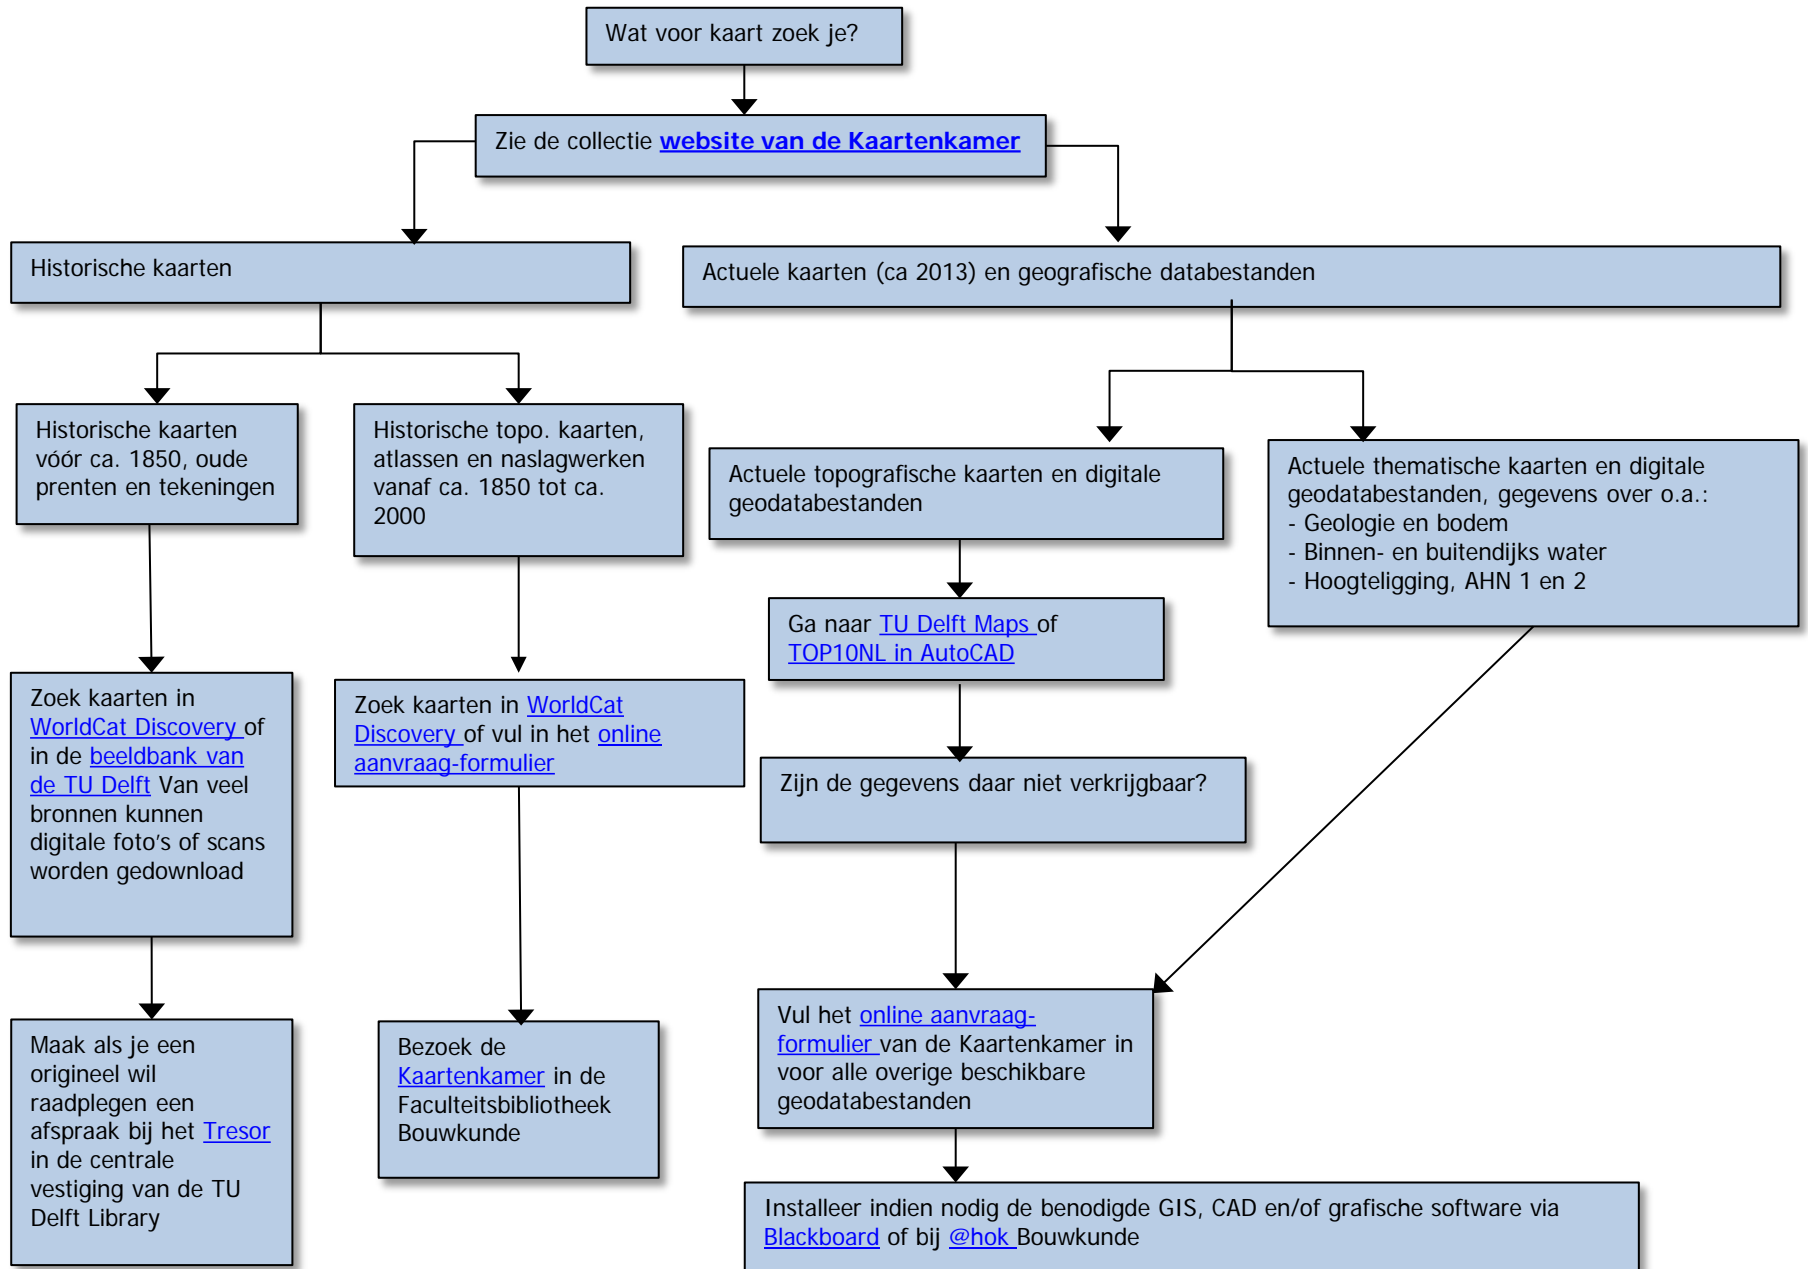 Wat voor kaart zoek je?
Zie de collectie website van de Kaartenkamer
Historische kaarten
Actuele kaarten (ca 2013) en geografische databestanden
Historische kaarten
vóór ca. 1850, oude
prenten en tekeningen
Historische topo. kaarten,
atlassen en naslagwerken
vanaf ca. 1850 tot ca.
2000
Actuele topografische kaarten en digitale
geodatabestanden
Actuele thematische kaarten en digitale
geodatabestanden, gegevens over o.a.:
- Geologie en bodem
- Binnen- en buitendijks water
- Hoogteligging, AHN 1 en 2
Ga naar TU Delft Maps of
TOP10NL in AutoCAD
Zoek kaarten in
WorldCat Discovery of
in de beeldbank van
de TU Delft Van veel
bronnen kunnen
digitale foto's of scans
worden gedownload
Zoek kaarten in WorldCat
Discovery of vul in het online
aanvraag-formulier
Zijn de gegevens daar niet verkrijgbaar?
Maak als je een
origineel wil
raadplegen een
afspraak bij het Tresor
in de centrale
vestiging van de TU
Delft Library
Bezoek de
Kaartenkamer in de
Faculteitsbibliotheek
Bouwkunde
Vul het online aanvraag-
formulier van de Kaartenkamer in
voor alle overige beschikbare
geodatabestanden
Installeer indien nodig de benodigde GIS, CAD en/of grafische software via
Blackboard of bij @hok Bouwkunde